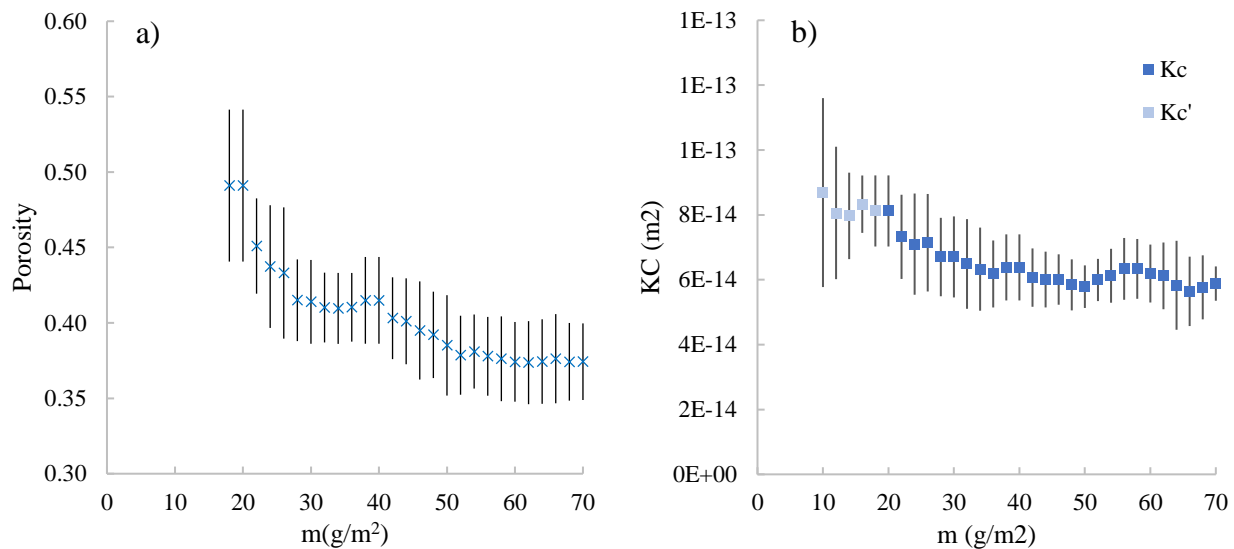 a)
0.60
0.55
0.50
0.45
0.40
0.35
0.30
Porosity
0 10 20 30 40 50 60 70
m(g/m²)
b)
1E-13
1E-13
1E-13
8E-14
6E-14
4E-14
2E-14
0E+00
KC (m2)
Kc
Kc'
0 10 20 30 40 50 60 70
m (g/m2)